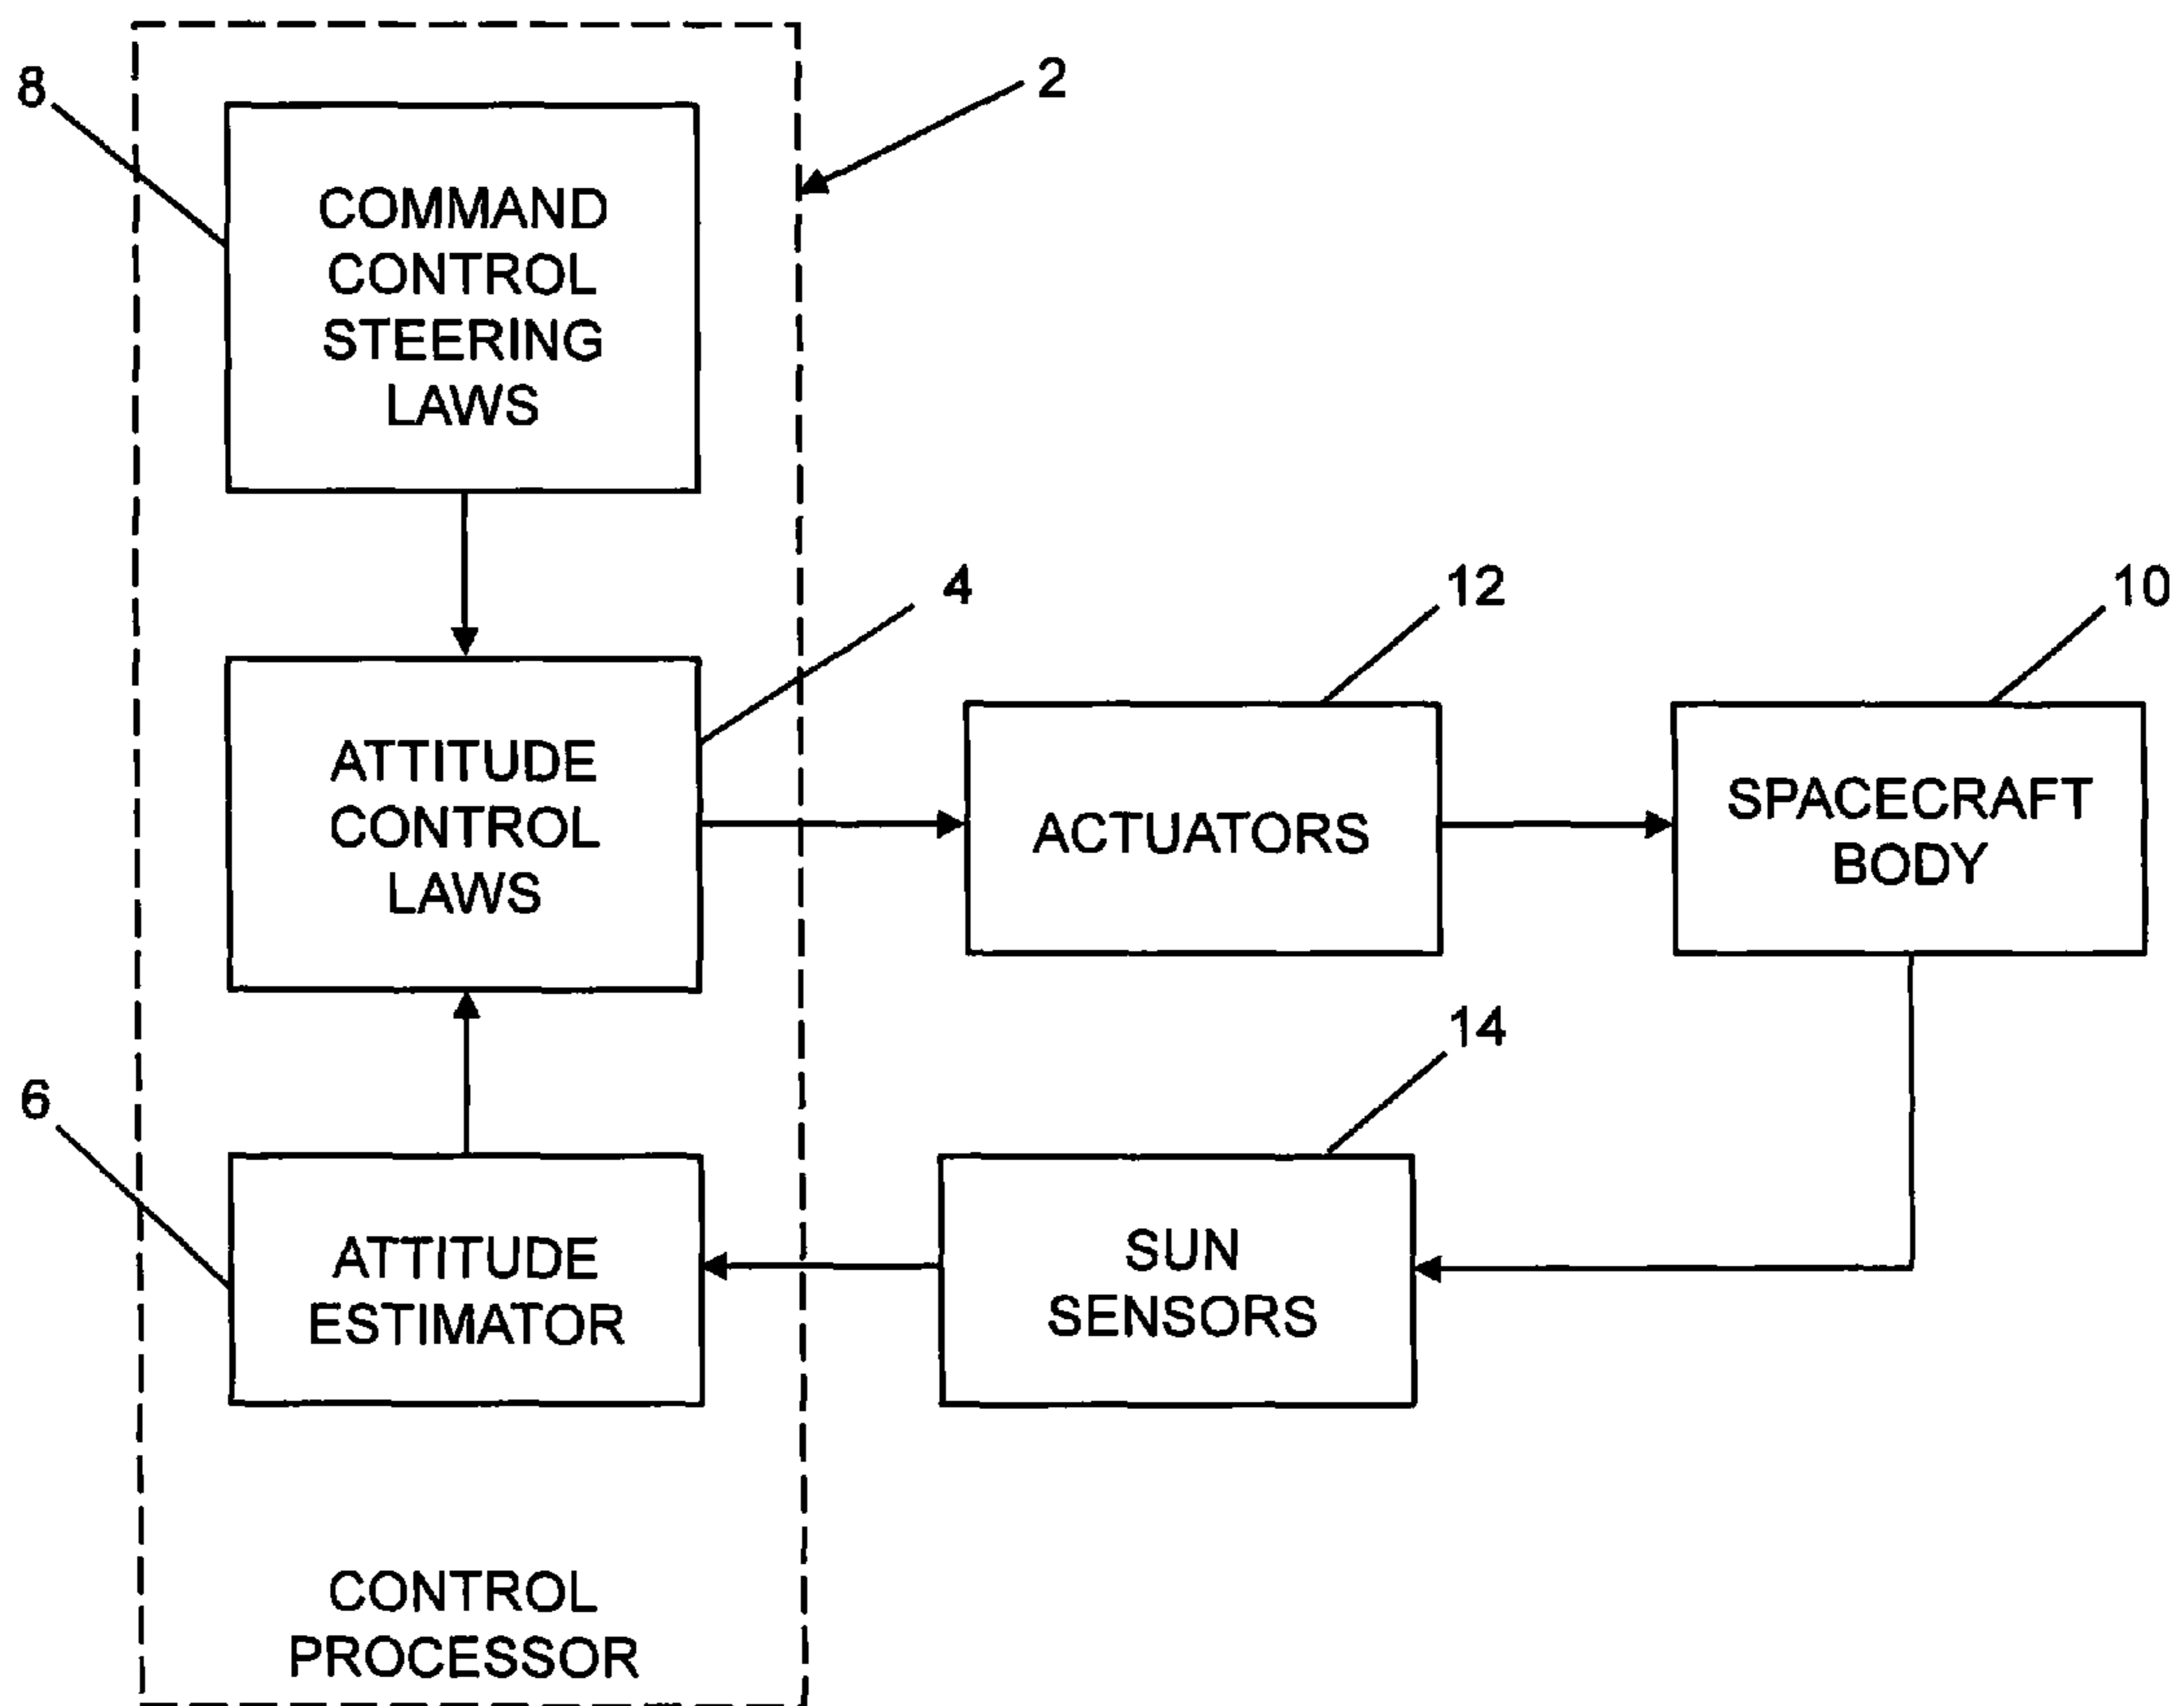 8
2
COMMAND
CONTROL
STEERING
LAWS
4
12
10
ATTITUDE
CONTROL
LAWS
ACTUATORS
SPACECRAFT
BODY
14
6
ATTITUDE
ESTIMATOR
SUN
SENSORS
CONTROL
PROCESSOR